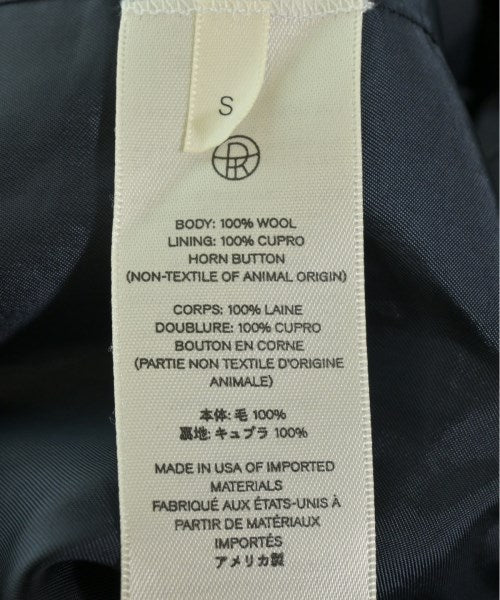 S
BODY: 100% WOOL
LINING: 100% CUPRO
HORN BUTTON
(NON-TEXTILE OF ANIMAL ORIGIN)
CORPS: 100% LAINE
DOUBLURE: 100% CUPRO
BOUTON EN CORNE
(PARTIE NON TEXTILE D'ORIGINE
ANIMALE)
本体: 毛 100%
裏地: キュプラ 100%
MADE IN USA OF IMPORTED
MATERIALS
FABRIQUÉ AUX ÉTATS-UNIS À
PARTIR DE MATÉRIAUX
IMPORTÉS
アメリカ製